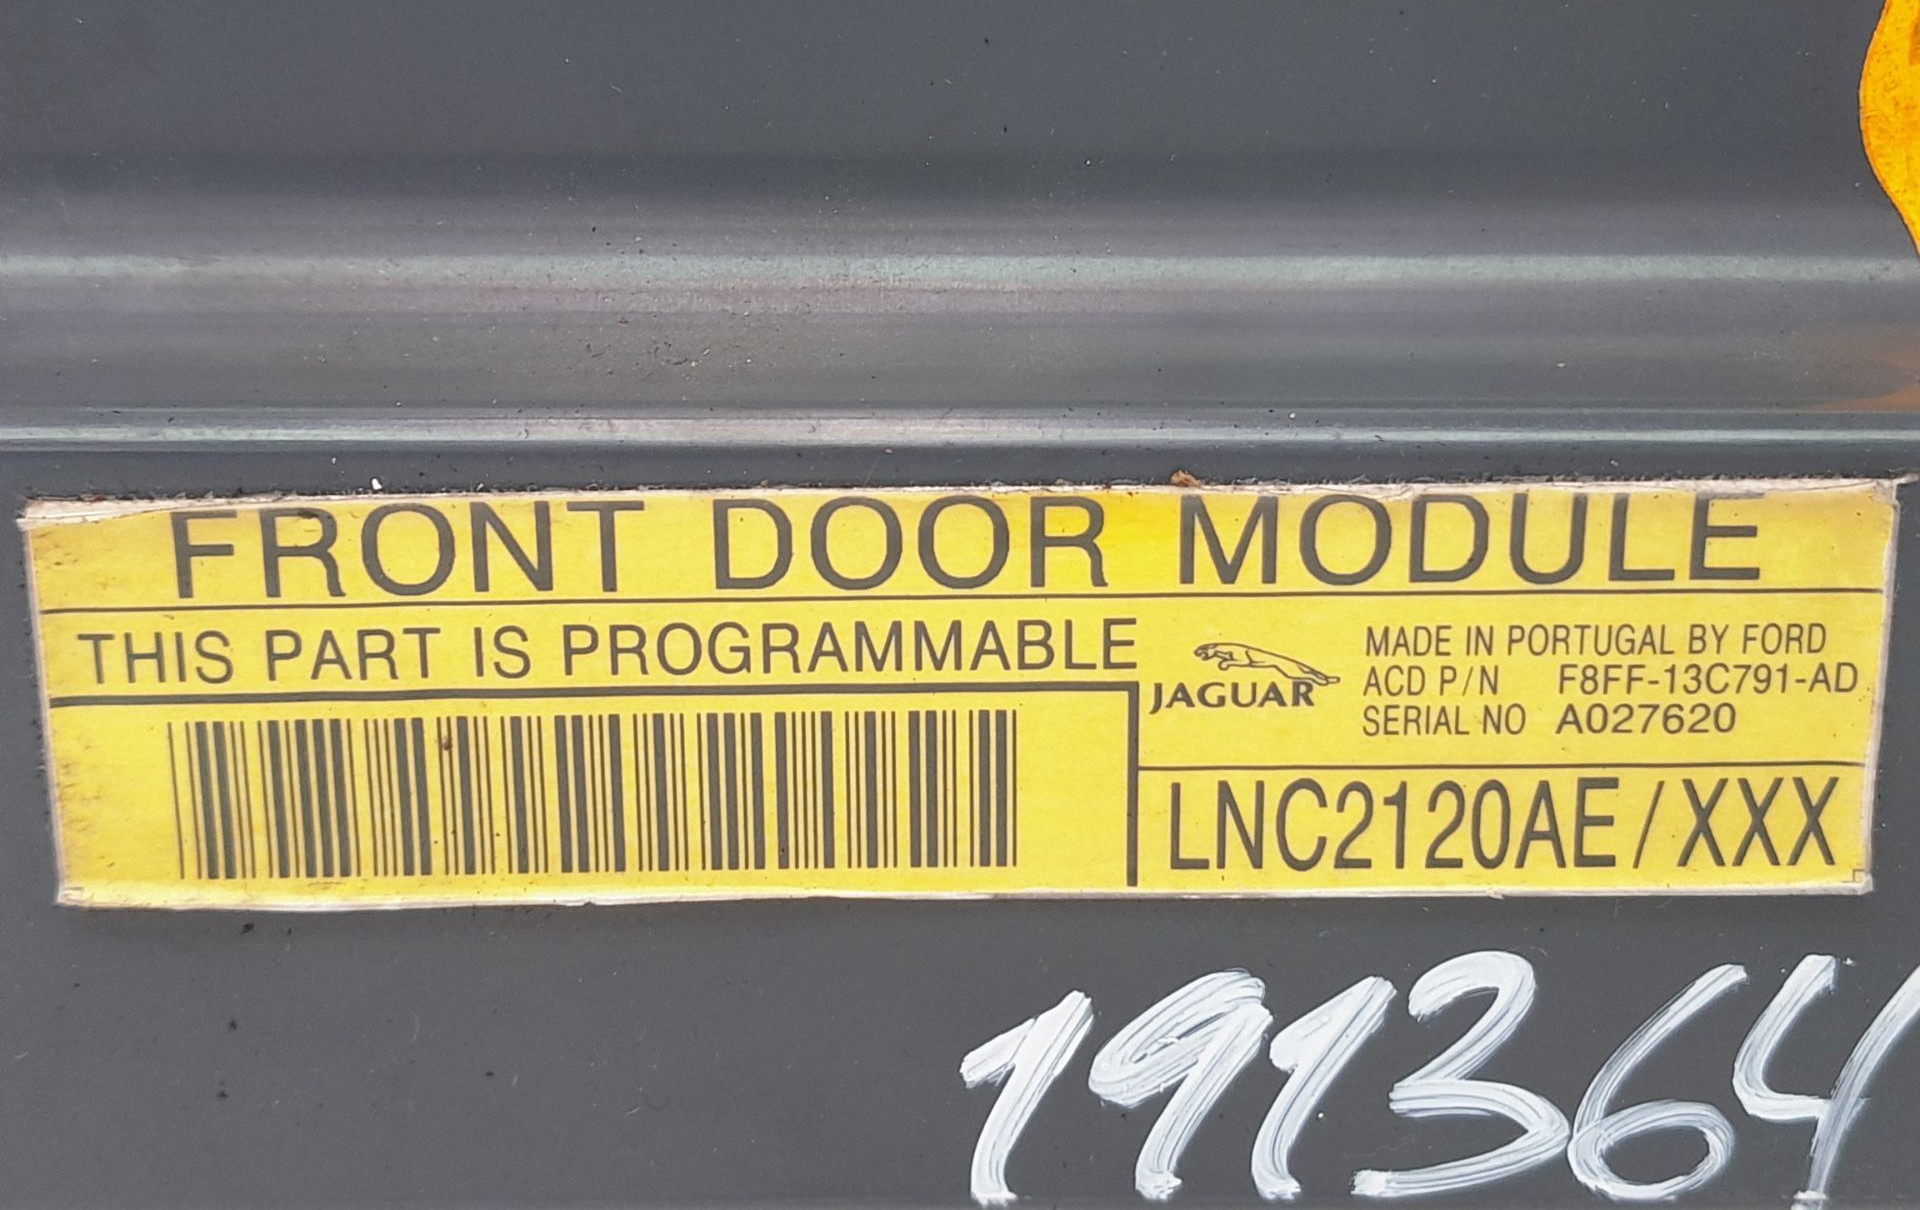 FRONT DOOR MODULE
THIS PART IS PROGRAMMABLE
JAGUAR
MADE IN PORTUGAL BY FORD
ACD P/N F8FF-13C791-AD
SERIAL NO A027620
LNC2120AE/XXX
191364